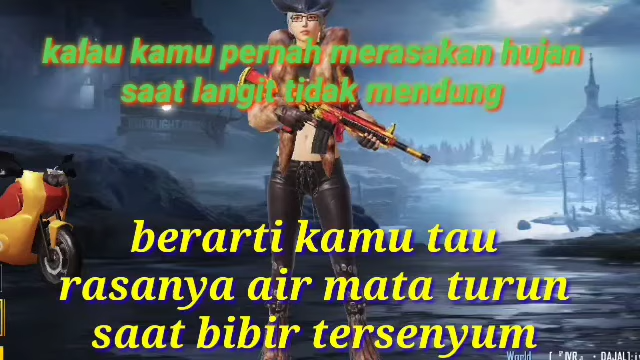 kalau kamu pernah merasakan hujan
saat langit tidak mendung
berarti kamu tau
rasanya air mata turun
saat bibir tersenyum
World